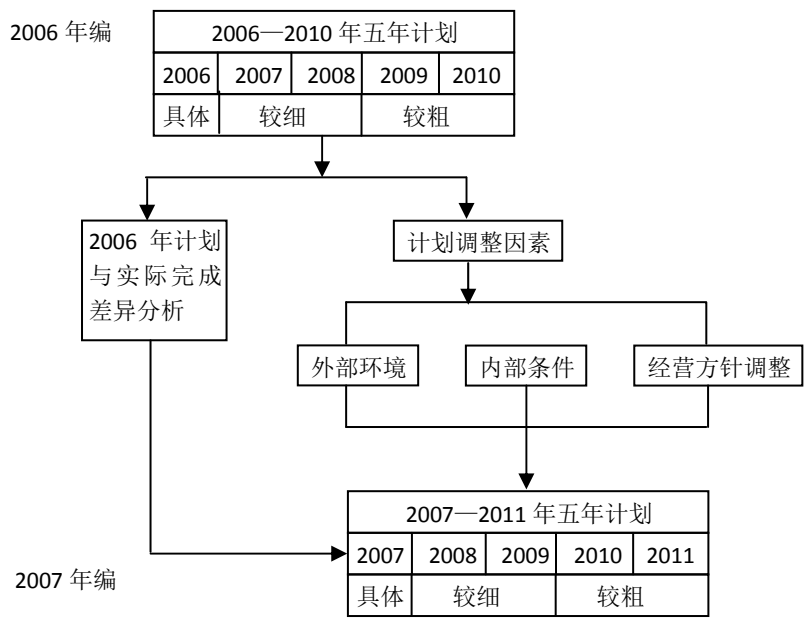 2006 年编
2006—2010 年五年计划
2006 2007 2008 2009 2010
具体 较细 较粗
2006 年计划
与实际完成
差异分析
计划调整因素
外部环境 内部条件 经营方针调整
2007—2011 年五年计划
2007 2008 2009 2010 2011
2007 年编
具体 较细 较粗